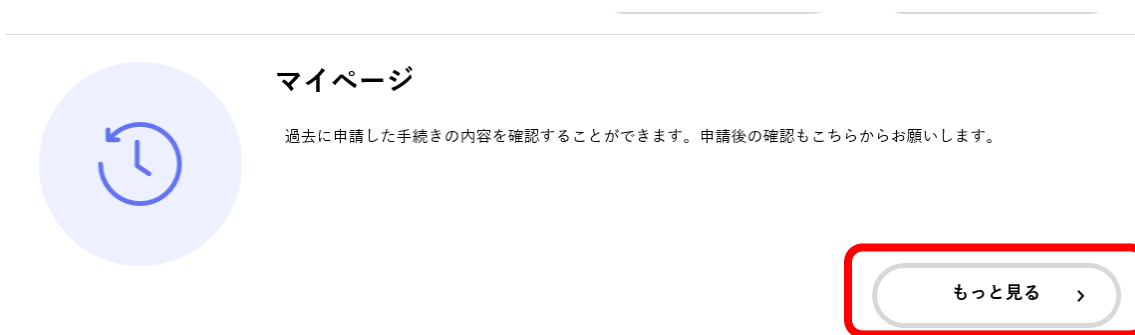 マイページ
過去に申請した手続きの内容を確認することができます。申請後の確認もこちらからお願いします。
もっと見る